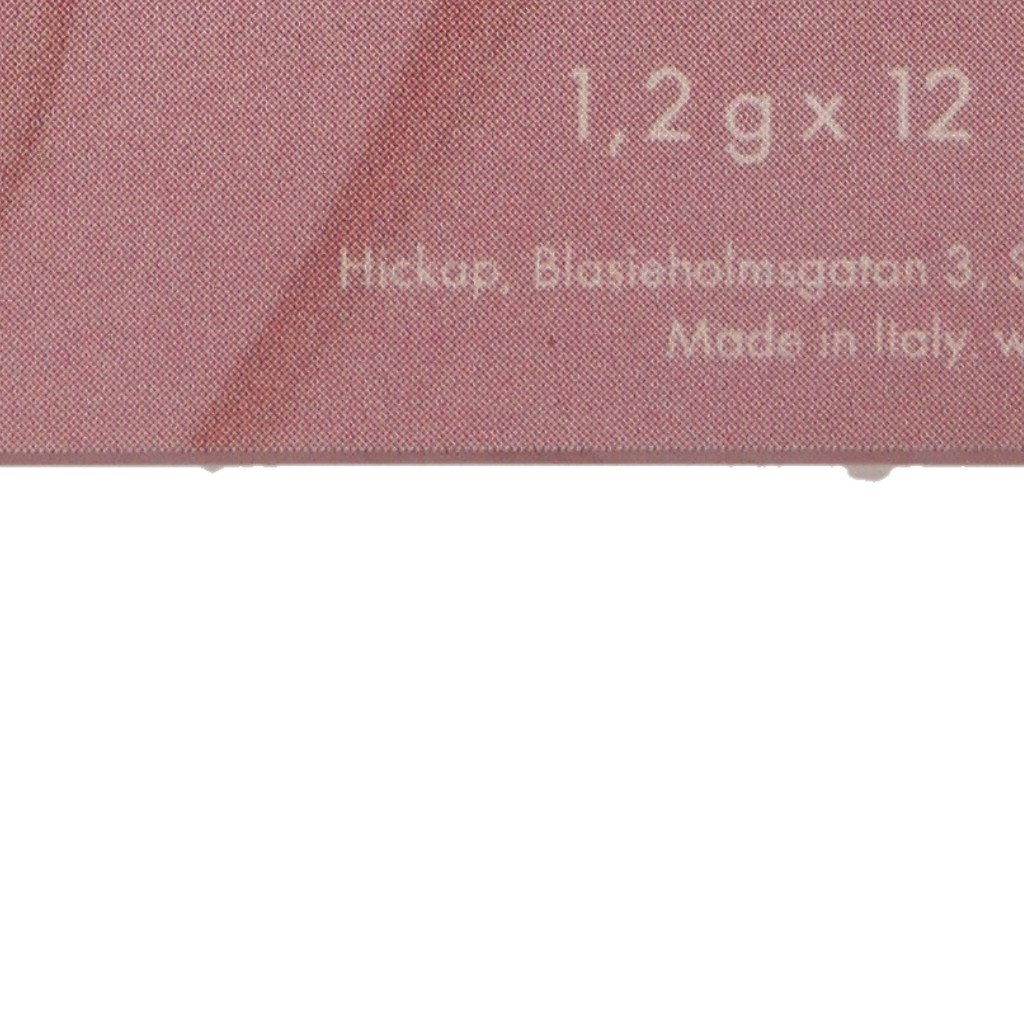 1,2 g x 12
Hickap, Blasieholmsgatan 3,
Made in Italy.